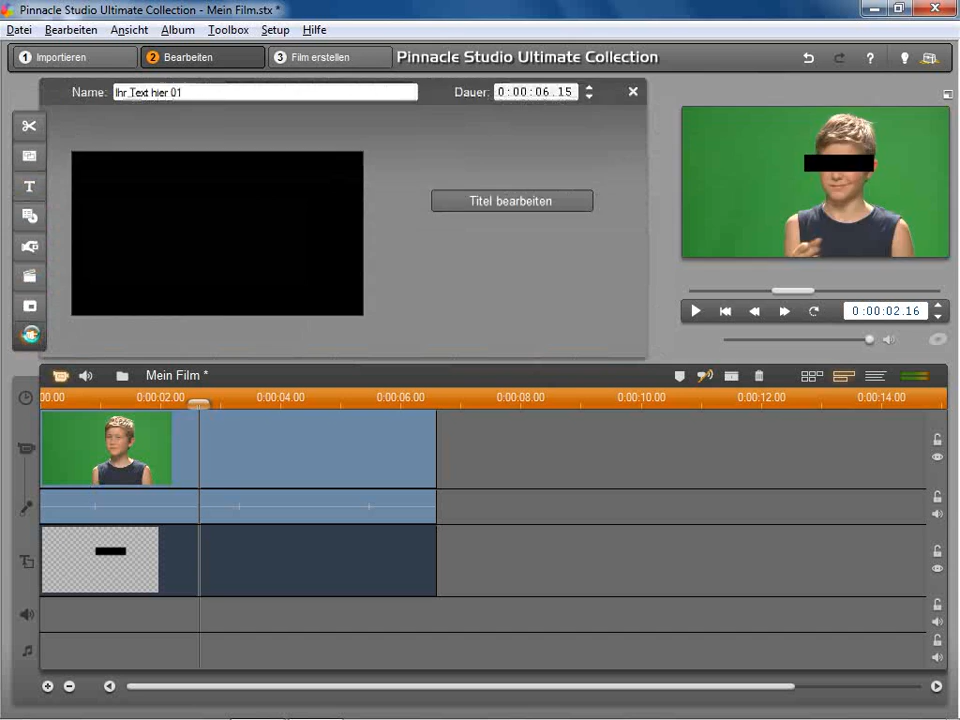 Pinnacle Studio Ultimate Collection - Mein Film.stx *
Datei Bearbeiten Ansicht Album Toolbox Setup Hilfe
1 Importieren 2 Bearbeiten 3 Film erstellen Pinnacle Studio Ultimate Collection
Name: Ihr Text hier 01 Dauer: 0:00:06.15
Titel bearbeiten
0:00:02.16
Mein Film *
00.00 0:00:02.00 0:00:04.00 0:00:06.00 0:00:08.00 0:00:10.00 0:00:12.00 0:00:14.00